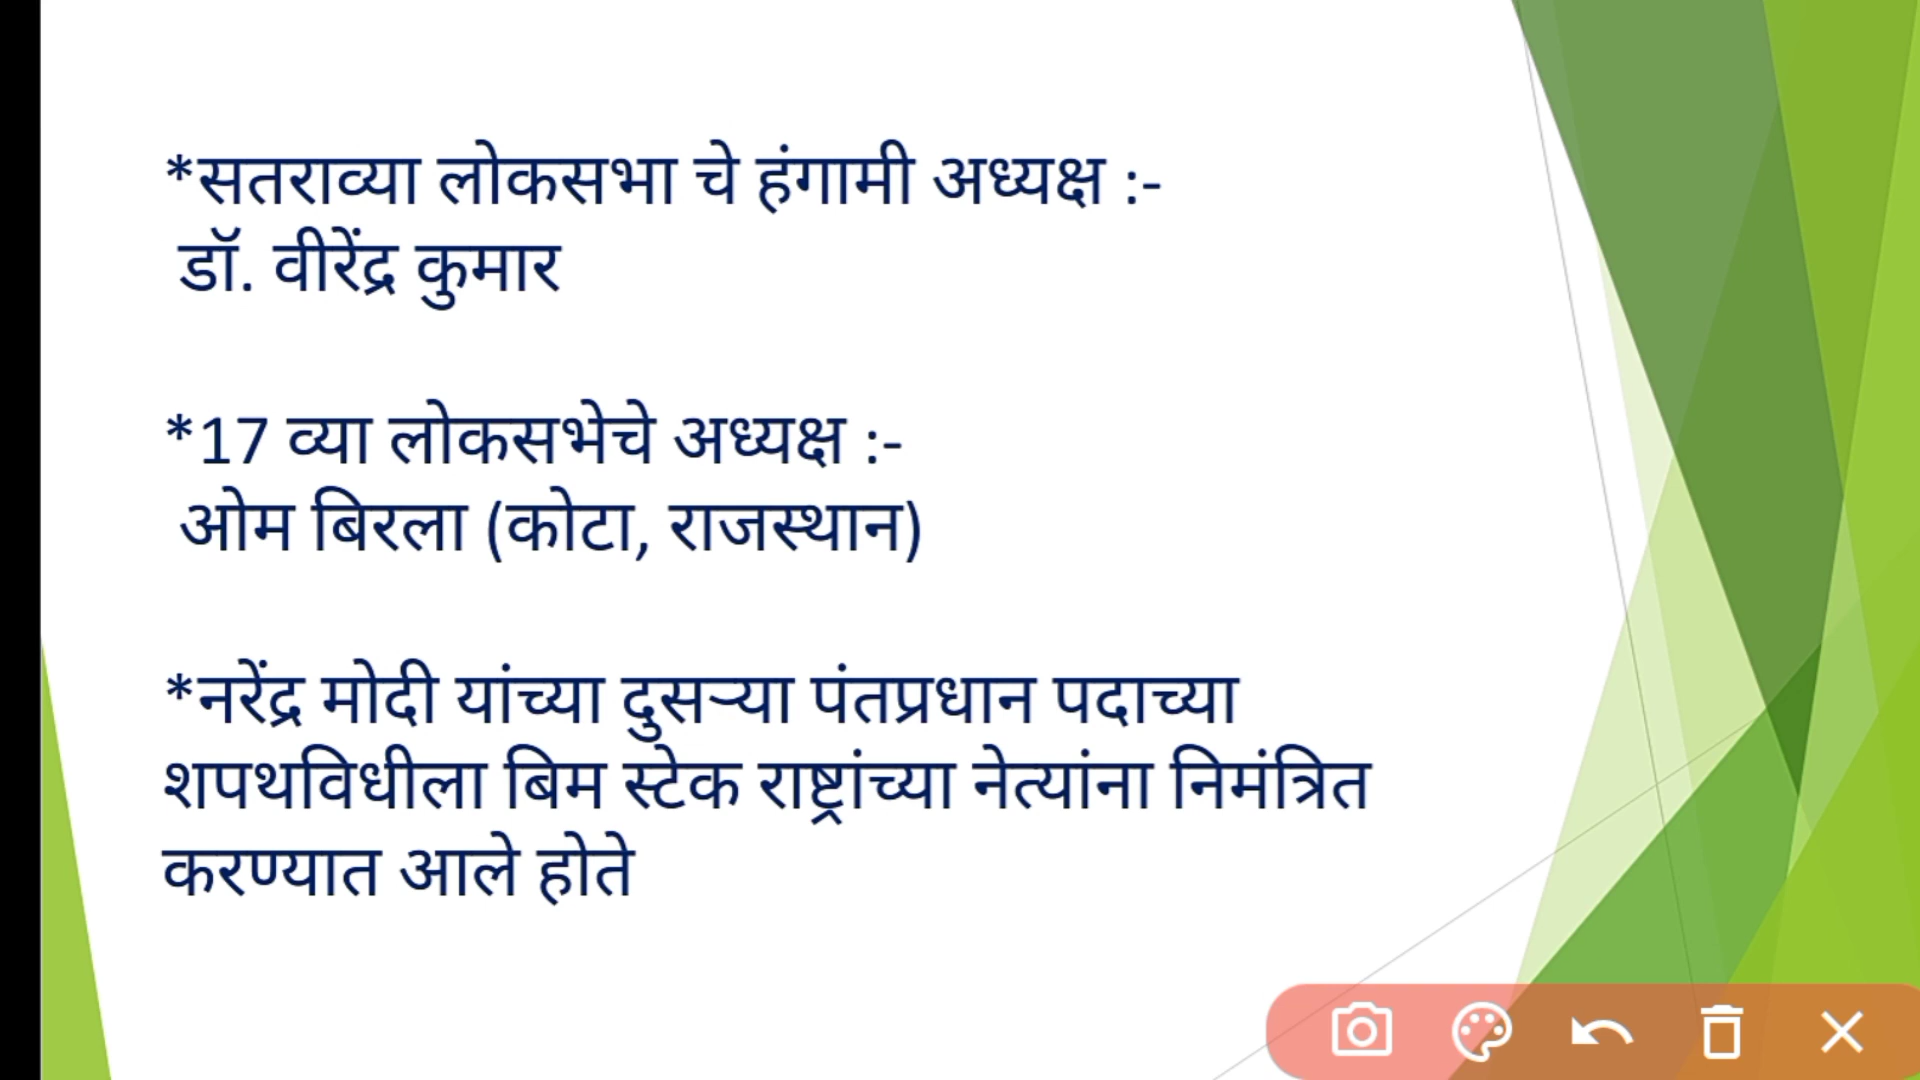 *सतराव्या लोकसभा चे हंगामी अध्यक्ष :-
डॉ. वीरेंद्र कुमार
*17 व्या लोकसभेचे अध्यक्ष :-
ओम बिरला (कोटा, राजस्थान)
*नरेंद्र मोदी यांच्या दुसऱ्या पंतप्रधान पदाच्या
शपथविधीला बिम स्टेक राष्ट्रांच्या नेत्यांना निमंत्रित
करण्यात आले होते